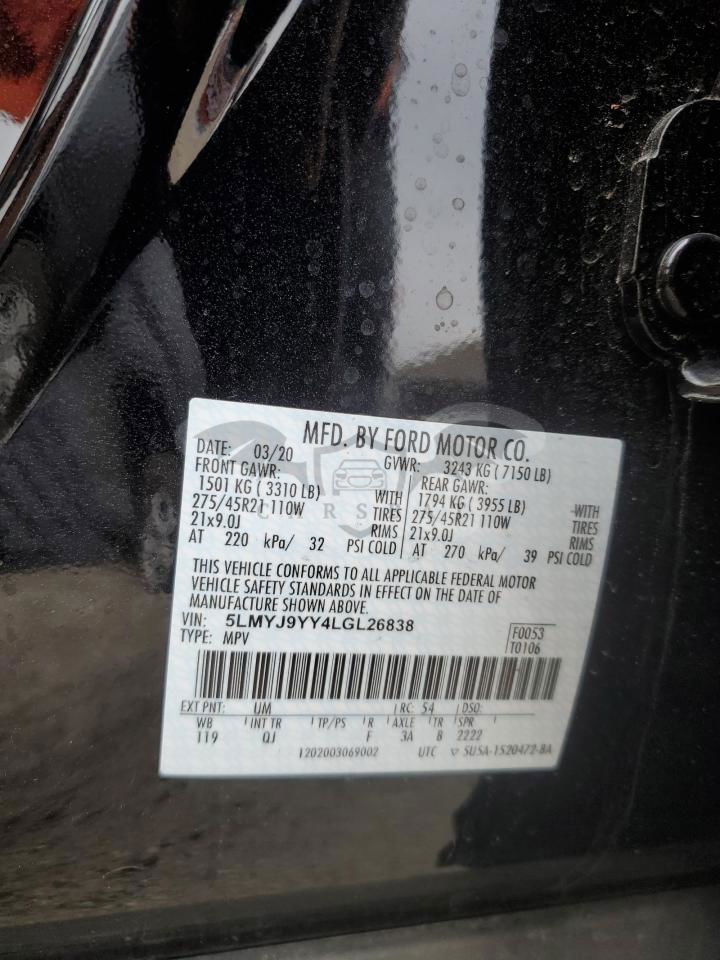 MFD. BY FORD MOTOR CO.
DATE: 03/20
GVWR: 3243 KG ( 7150 LB)
FRONT GAWR:
1501 KG ( 3310 LB)
275/45R21 110W
21x9.0J
WITH
TIRES
RIMS
AT 220 kPa/ 32 PSI COLD
REAR GAWR:
1794 KG ( 3955 LB)
275/45R21 110W
21x9.0J
-WITH
TIRES
RIMS
AT 270 kPa/ 39 PSI COLD
CARS
THIS VEHICLE CONFORMS TO ALL APPLICABLE FEDERAL MOTOR
VEHICLE SAFETY STANDARDS IN EFFECT ON THE DATE OF
MANUFACTURE SHOWN ABOVE.
VIN: 5LMYJ9YY4LGL26838
TYPE: MPV
F0053
T0106
EXT PNT: UM RC: 54 DSO:
WB INT TR TP/PS R AXLE TR SPR
119 QJ F 3A B 2222
1202003069002 UTC ▽ 5U5A-1520472-BA